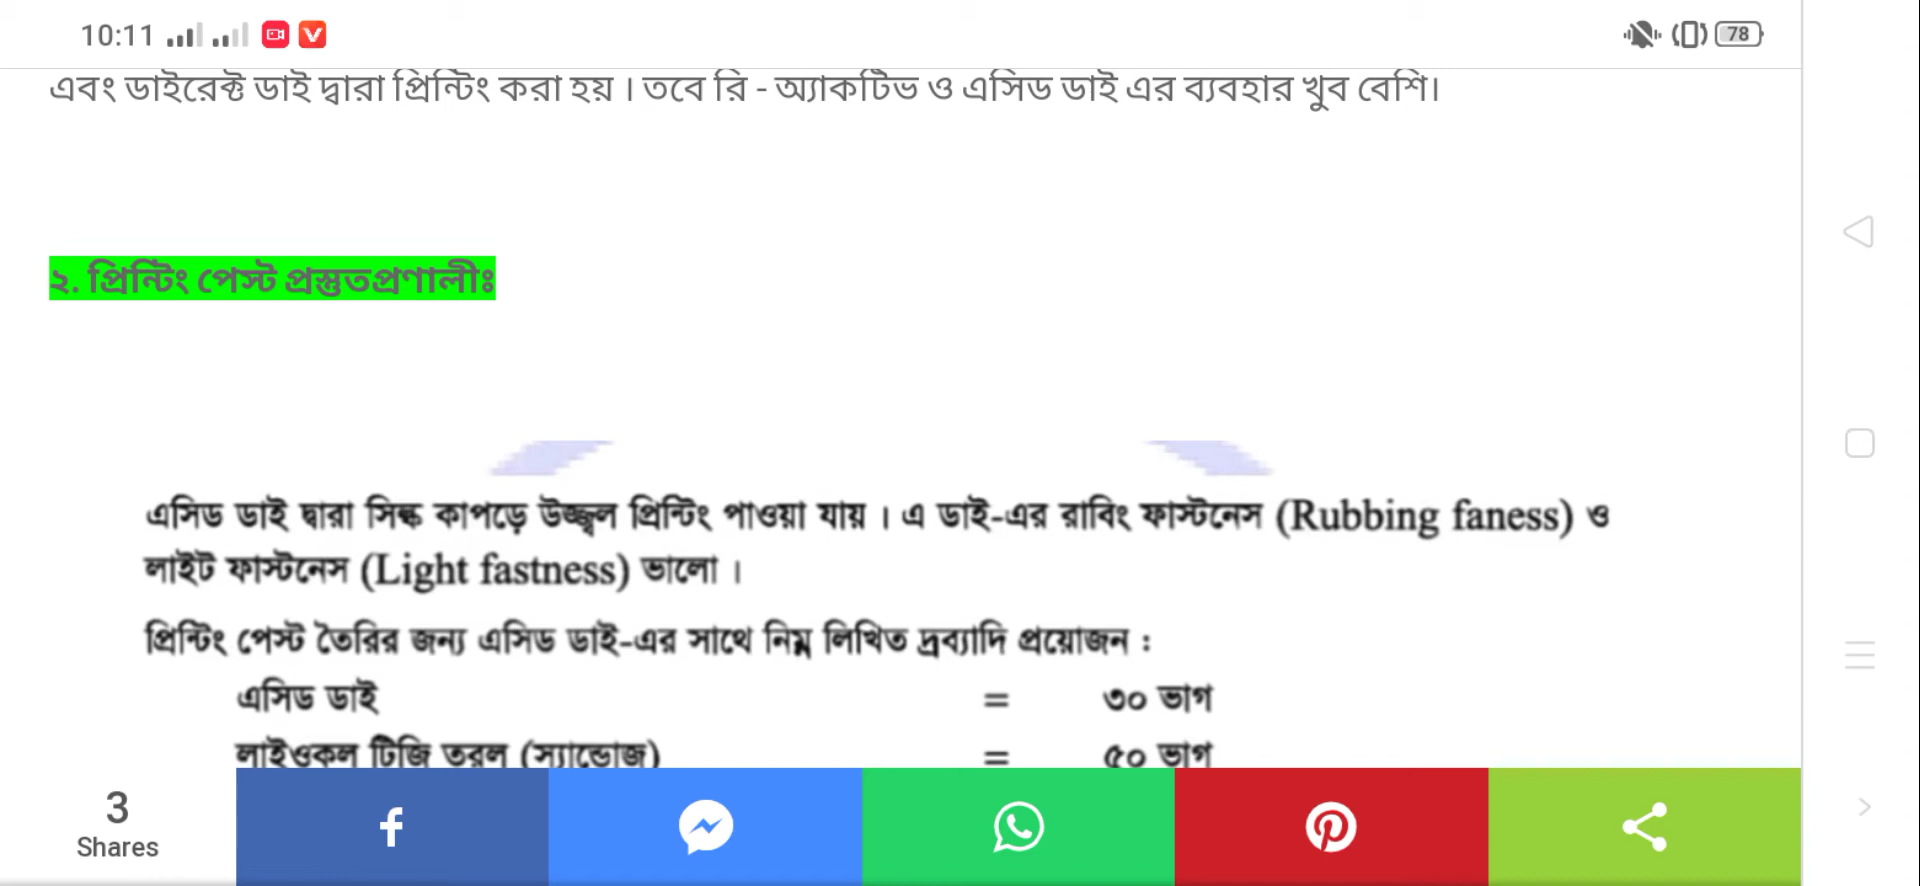 10:11
78
এবং ডাইরেক্ট ডাই দ্বারা প্রিন্টিং করা হয় । তবে রি - অ্যাকটিভ ও এসিড ডাই এর ব্যবহার খুব বেশি।
২. প্রিন্টিং পেস্ট প্রস্তুতপ্রণালীঃ
এসিড ডাই দ্বারা সিল্ক কাপড়ে উজ্জ্বল প্রিন্টিং পাওয়া যায় । এ ডাই-এর রাবিং ফাস্টনেস (Rubbing faness) ও
লাইট ফাস্টনেস (Light fastness) ভালো ।
প্রিন্টিং পেস্ট তৈরির জন্য এসিড ডাই-এর সাথে নিম্ন লিখিত দ্রব্যাদি প্রয়োজন :
এসিড ডাই = ৩০ ভাগ
লাইওকল টিজি তরল (স্যান্ডোজ) = ৫০ ভাগ
3
Shares